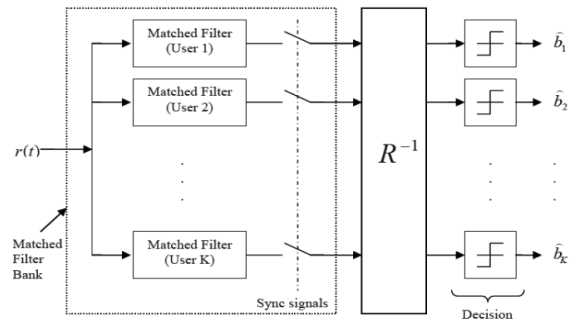 Matched Filter
(User 1)
b̂₁
Matched Filter
(User 2)
b̂₂
r(t)
R⁻¹
Matched
Filter
Bank
Matched Filter
(User K)
b̂_K
Sync signals
Decision